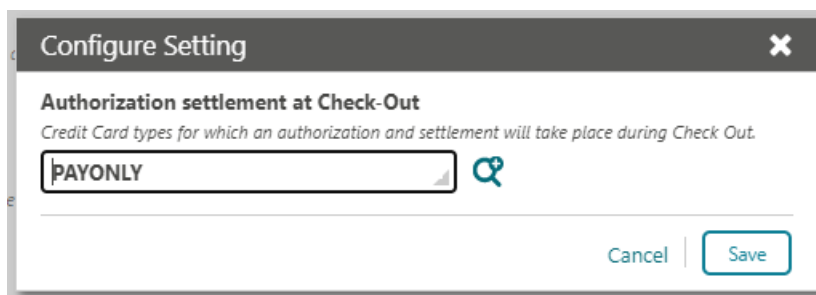 Configure Setting
Authorization settlement at Check-Out
Credit Card types for which an authorization and settlement will take place during Check Out.
PAYONLY
Cancel
Save